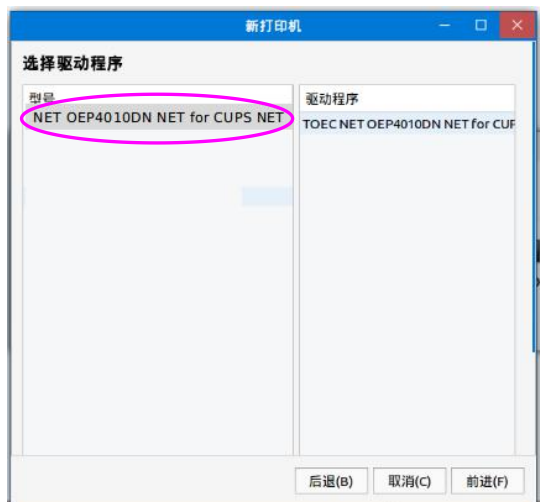 新打印机
选择驱动程序
型号
NET OEP4010DN NET for CUPS NET
驱动程序
TOEC NET OEP4010DN NET for CUP
后退(B)
取消(C)
前进(F)